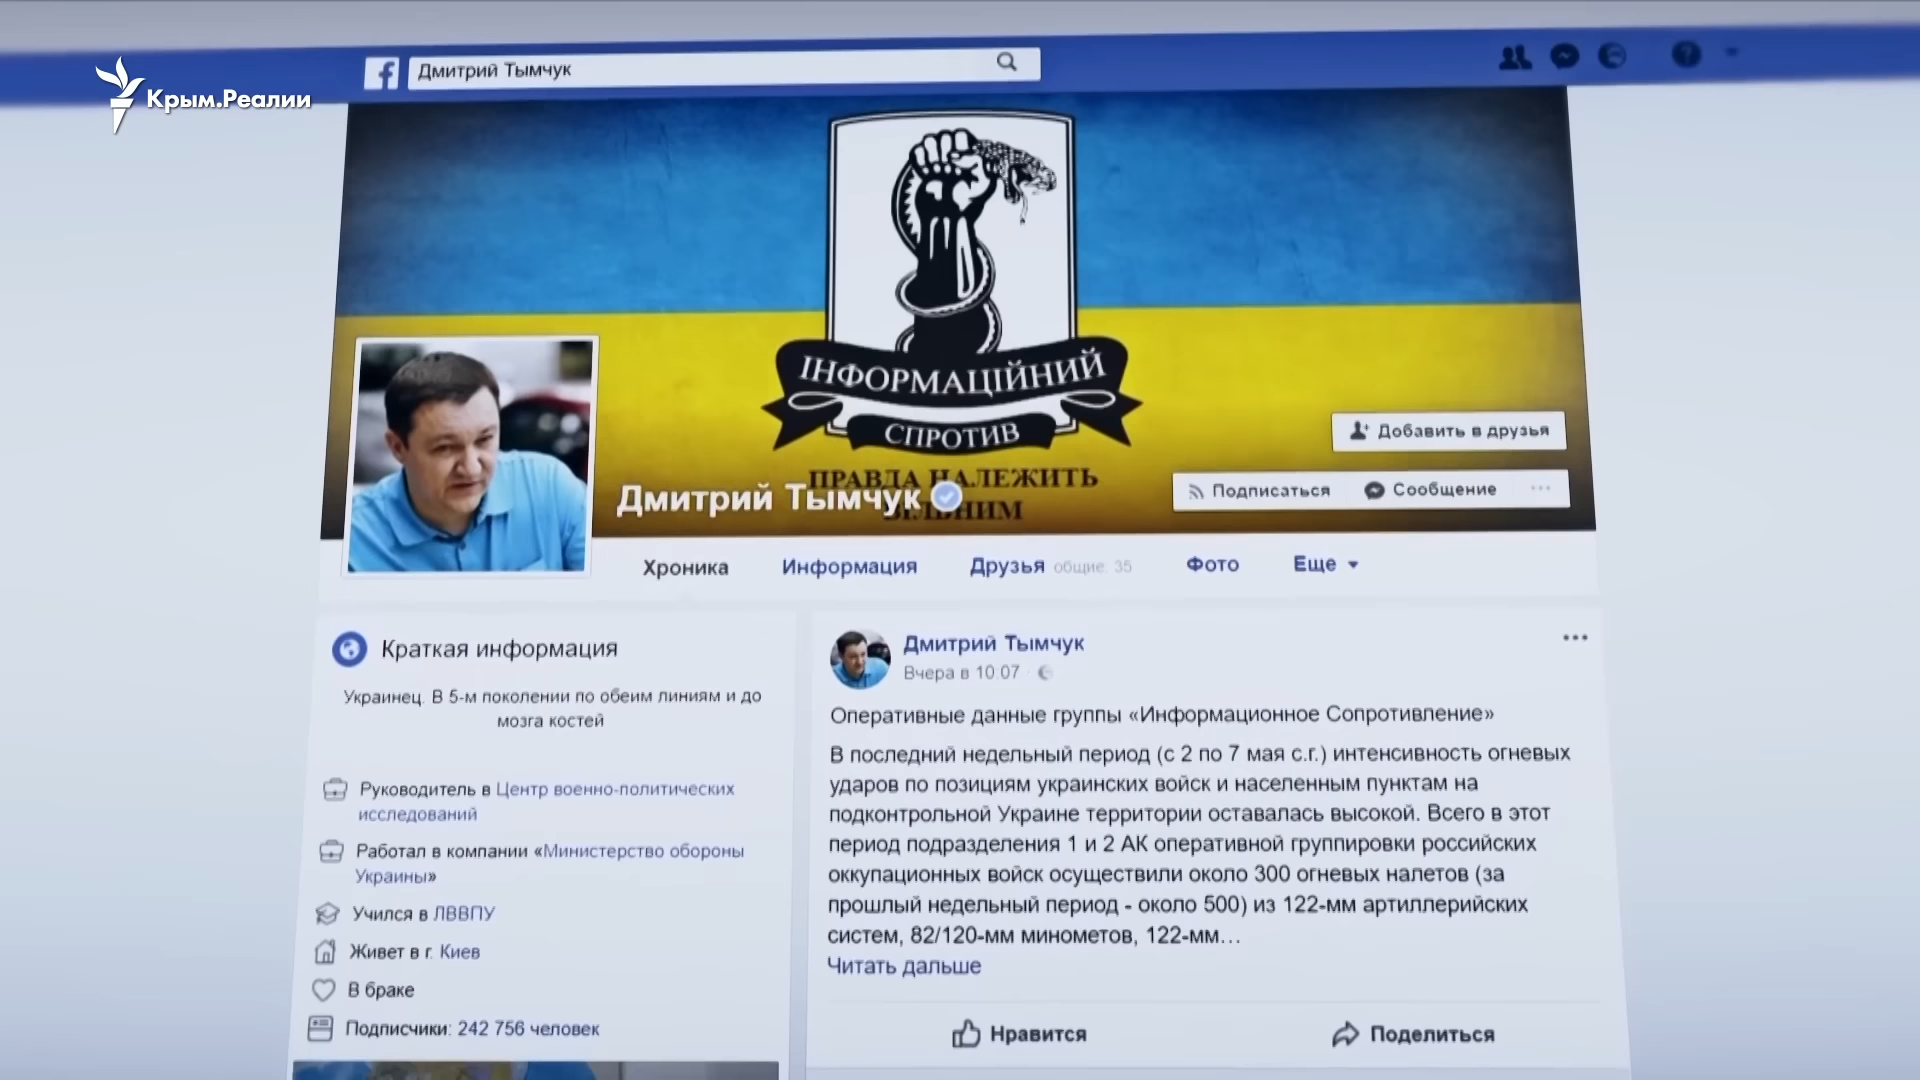 Дмитрий Тымчук
Крым.Реалии
ІНФОРМАЦІЙНИЙ
СПРОТИВ
ПРАВДА НАЛЕЖИТЬ
Дмитрий Тымчук
Добавить в друзья
Подписаться Сообщение
Хроника Информация Друзья общие: 35 Фото Еще
Краткая информация
Украинец. В 5-м поколении по обеим линиям и до
мозга костей
Руководитель в Центр военно-политических
исследований
Работал в компании «Министерство обороны
Украины»
Учился в ЛВВПУ
Живет в г. Киев
В браке
Подписчики: 242 756 человек
Дмитрий Тымчук
Вчера в 10:07
Оперативные данные группы «Информационное Сопротивление»
В последний недельный период (с 2 по 7 мая с.г.) интенсивность огневых
ударов по позициям украинских войск и населенным пунктам на
подконтрольной Украине территории оставалась высокой. Всего в этот
период подразделения 1 и 2 АК оперативной группировки российских
оккупационных войск осуществили около 300 огневых налетов (за
прошлый недельный период - около 500) из 122-мм артиллерийских
систем, 82/120-мм минометов, 122-мм...
Читать дальше
Нравится Поделиться